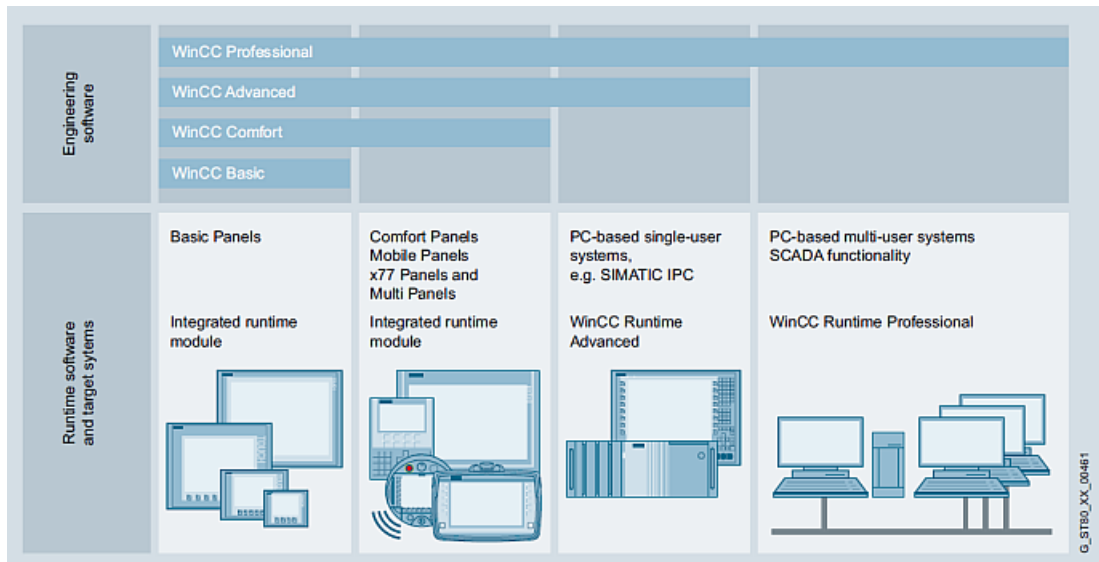 Engineering
software
WinCC Professional
WinCC Advanced
WinCC Comfort
WinCC Basic
Runtime software
and target sytems
Basic Panels
Integrated runtime
module
Comfort Panels
Mobile Panels
x77 Panels and
Multi Panels
Integrated runtime
module
PC-based single-user
systems,
e.g. SIMATIC IPC
WinCC Runtime
Advanced
PC-based multi-user systems
SCADA functionality
WinCC Runtime Professional
G_ST80_XX_00461